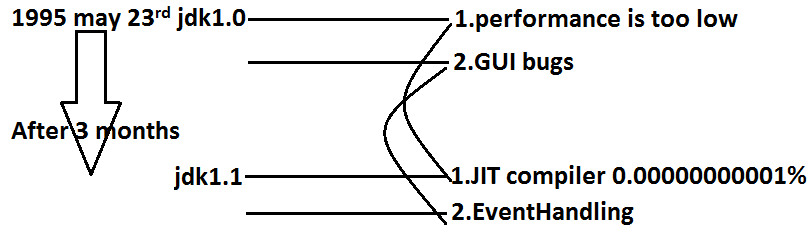 1995 may 23rd jdk1.0
1.performance is too low
2.GUI bugs
After 3 months
jdk1.1
1.JIT compiler 0.00000000001%
2.EventHandling